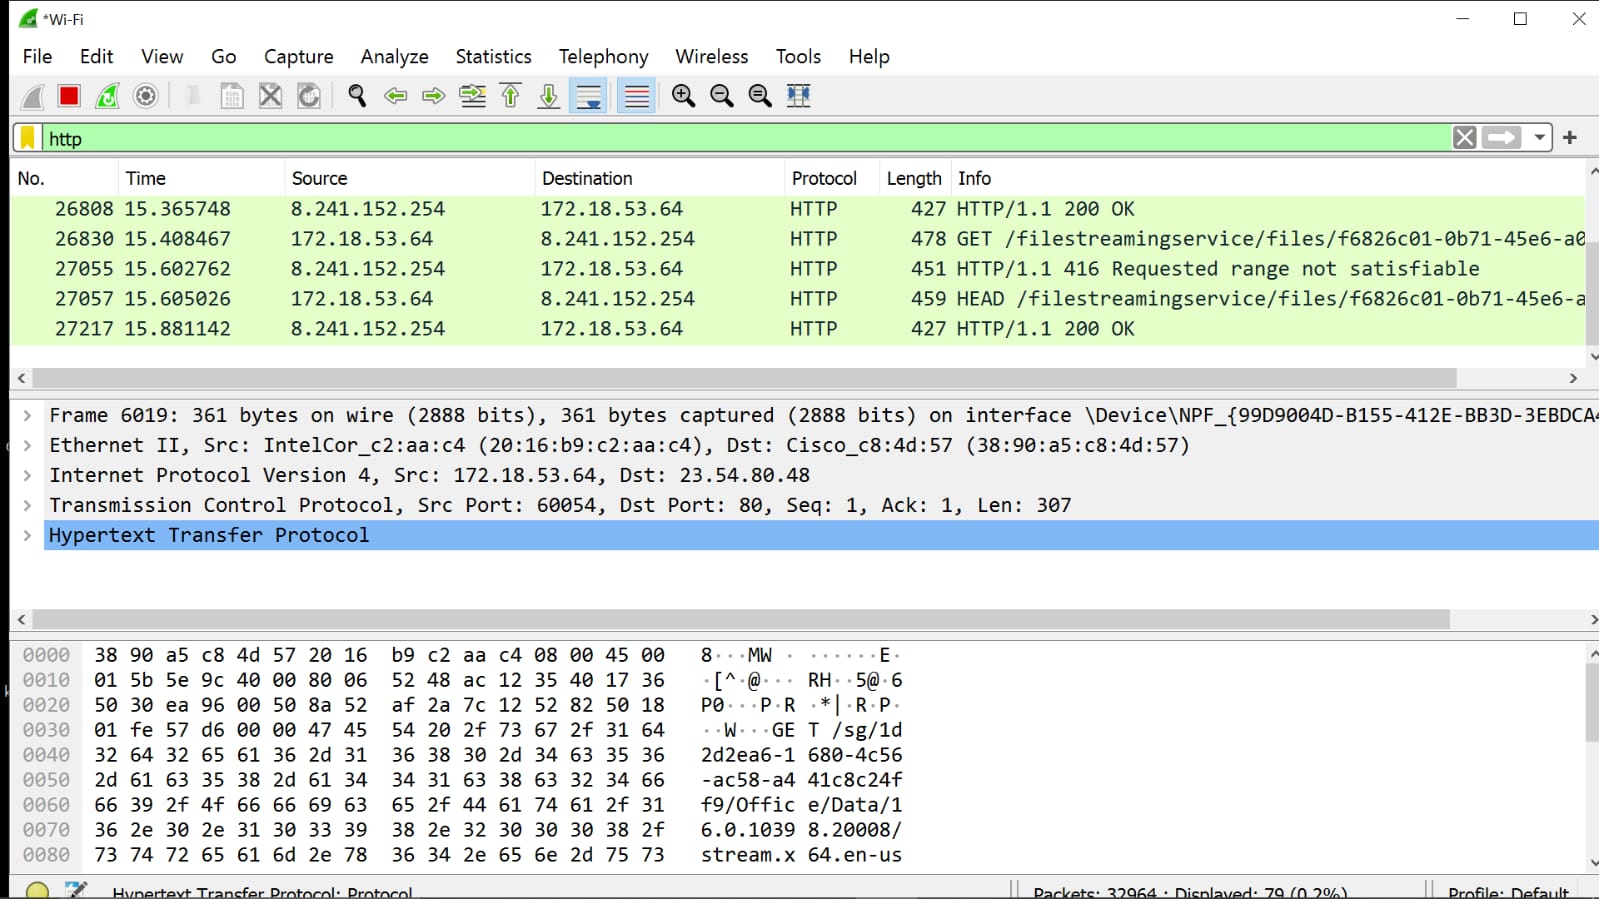 *Wi-Fi
File Edit View Go Capture Analyze Statistics Telephony Wireless Tools Help
http
No. Time Source Destination Protocol Length Info
26808 15.365748 8.241.152.254 172.18.53.64 HTTP 427 HTTP/1.1 200 OK
26830 15.408467 172.18.53.64 8.241.152.254 HTTP 478 GET /filestreamingservice/files/f6826c01-0b71-45e6-a0
27055 15.602762 8.241.152.254 172.18.53.64 HTTP 451 HTTP/1.1 416 Requested range not satisfiable
27057 15.605026 172.18.53.64 8.241.152.254 HTTP 459 HEAD /filestreamingservice/files/f6826c01-0b71-45e6-a
27217 15.881142 8.241.152.254 172.18.53.64 HTTP 427 HTTP/1.1 200 OK
Frame 6019: 361 bytes on wire (2888 bits), 361 bytes captured (2888 bits) on interface \Device\NPF_{99D9004D-B155-412E-BB3D-3EBDCA4
Ethernet II, Src: IntelCor_c2:aa:c4 (20:16:b9:c2:aa:c4), Dst: Cisco_c8:4d:57 (38:90:a5:c8:4d:57)
Internet Protocol Version 4, Src: 172.18.53.64, Dst: 23.54.80.48
Transmission Control Protocol, Src Port: 60054, Dst Port: 80, Seq: 1, Ack: 1, Len: 307
Hypertext Transfer Protocol
0000 38 90 a5 c8 4d 57 20 16 b9 c2 aa c4 08 00 45 00 8···MW · ······E·
0010 01 5b 5e 9c 40 00 80 06 52 48 ac 12 35 40 17 36 ·[^·@··· RH··5@·6
0020 50 30 ea 96 00 50 8a 52 af 2a 7c 12 52 82 50 18 P0···P·R ·*|·R·P·
0030 01 fe 57 d6 00 00 47 45 54 20 2f 73 67 2f 31 64 ··W···GE T /sg/1d
0040 32 64 32 65 61 36 2d 31 36 38 30 2d 34 63 35 36 2d2ea6-1 680-4c56
0050 2d 61 63 35 38 2d 61 34 34 31 63 38 63 32 34 66 -ac58-a4 41c8c24f
0060 66 39 2f 4f 66 66 69 63 65 2f 44 61 74 61 2f 31 f9/Offic e/Data/1
0070 36 2e 30 2e 31 30 33 39 38 2e 32 30 30 30 38 2f 6.0.1039 8.20008/
0080 73 74 72 65 61 6d 2e 78 36 34 2e 65 6e 2d 75 73 stream.x 64.en-us
Hypertext Transfer Protocol: Protocol Packets: 32964 · Displayed: 79 (0.2%) Profile: Default